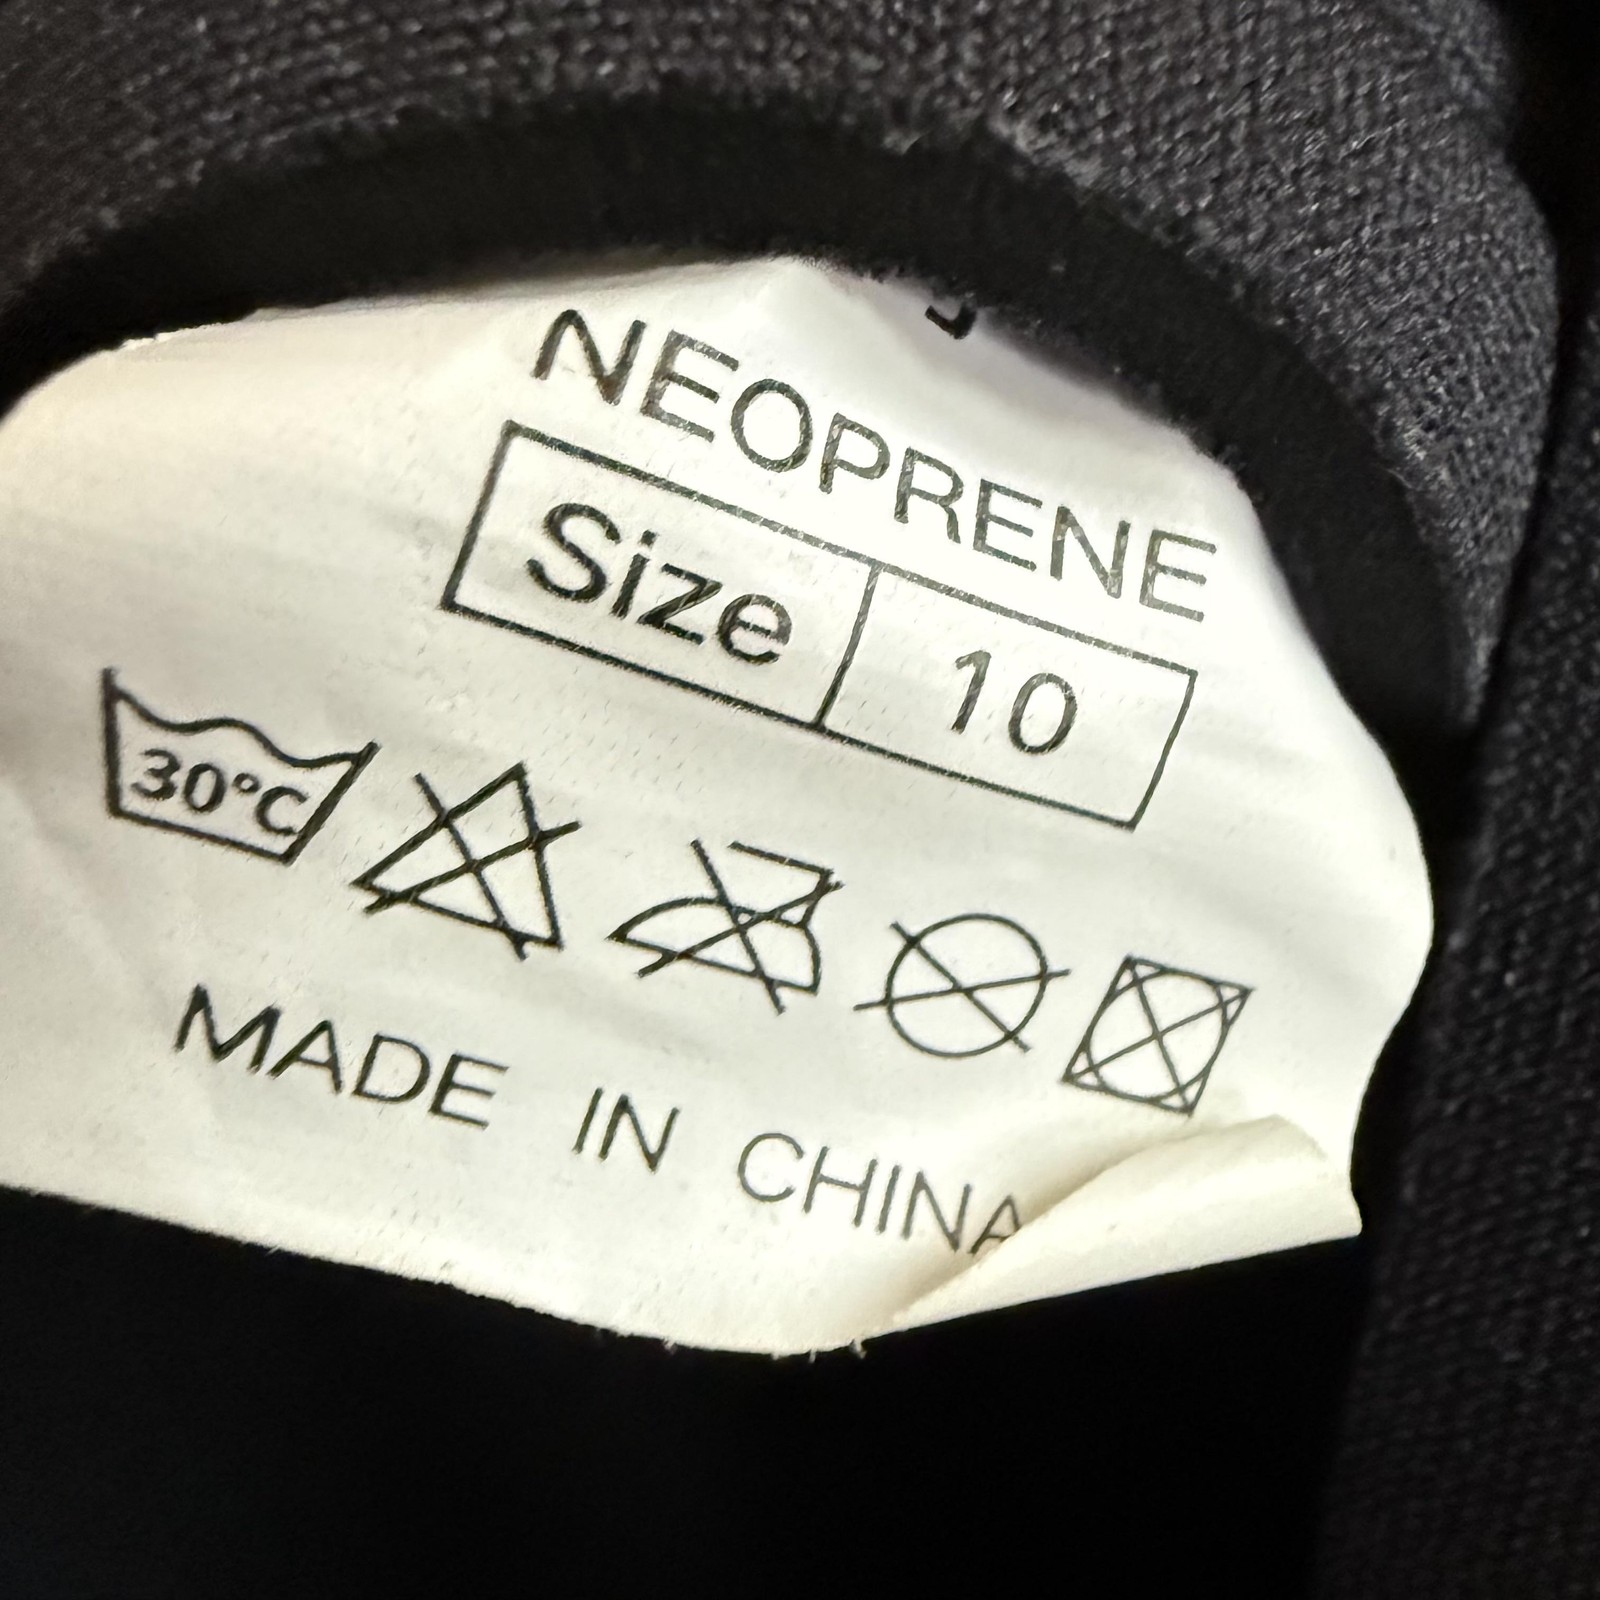 NEOPRENE
Size 10
30°C
MADE IN CHINA